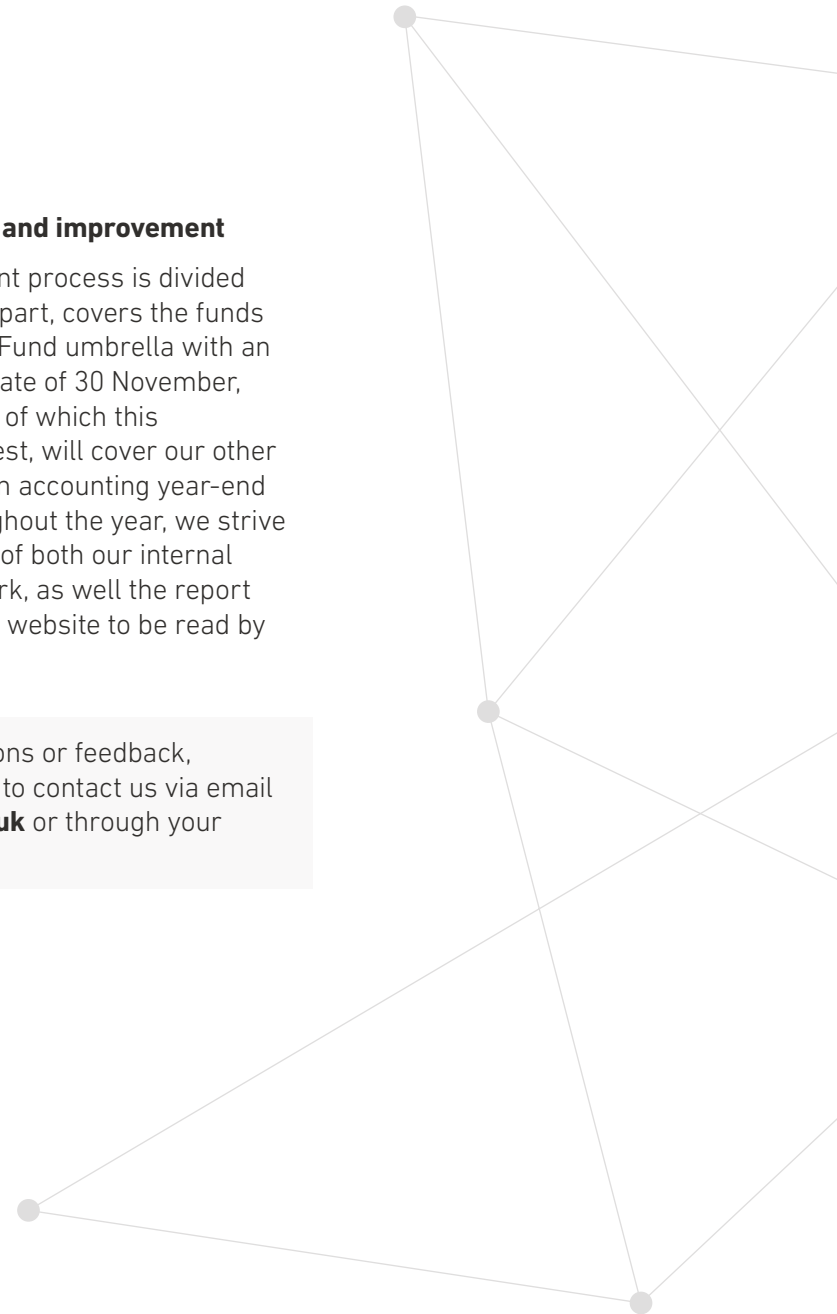 and improvement
nt process is divided
part, covers the funds
Fund umbrella with an
ate of 30 November,
of which this
est, will cover our other
n accounting year-end
ghout the year, we strive
of both our internal
rk, as well the report
website to be read by
ons or feedback,
to contact us via email
uk or through your